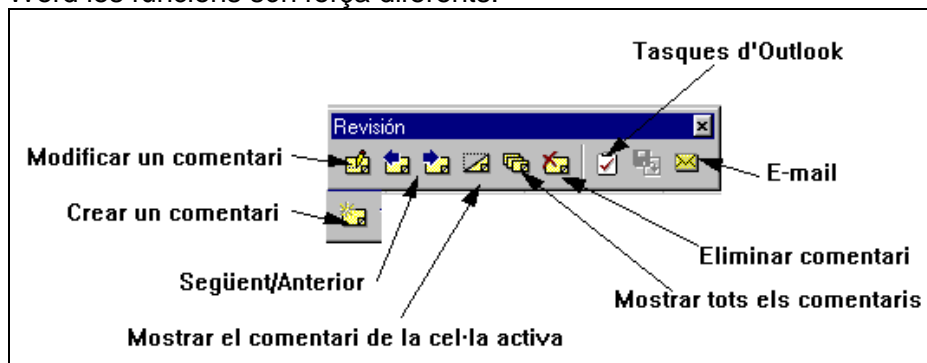 Word les funcions són força diferents.
Tasques d'Outlook
Revisión
Modificar un comentari
E-mail
Crear un comentari
Eliminar comentari
Següent/Anterior
Mostrar tots els comentaris
Mostrar el comentari de la cel·la activa